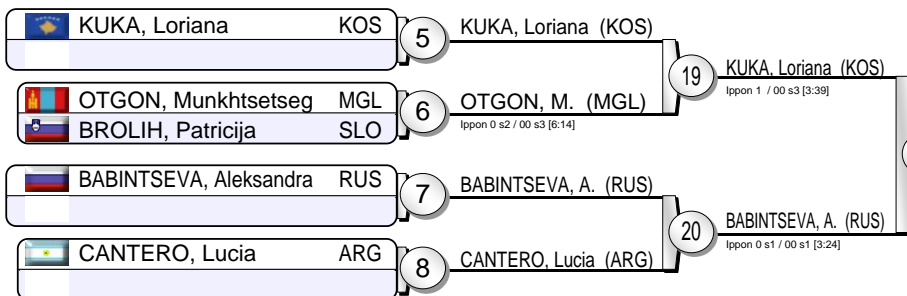 KUKA, Loriana KOS
5
KUKA, Loriana (KOS)
19
KUKA, Loriana (KOS)
Ippon 1 / 00 s3 [3:39]
OTGON, Munkhtsetseg MGL
BROLIH, Patricija SLO
6
OTGON, M. (MGL)
Ippon 0 s2 / 00 s3 [6:14]
BABINTSEVA, Aleksandra RUS
7
BABINTSEVA, A. (RUS)
20
BABINTSEVA, A. (RUS)
Ippon 0 s1 / 00 s1 [3:24]
CANTERO, Lucia ARG
8
CANTERO, Lucia (ARG)